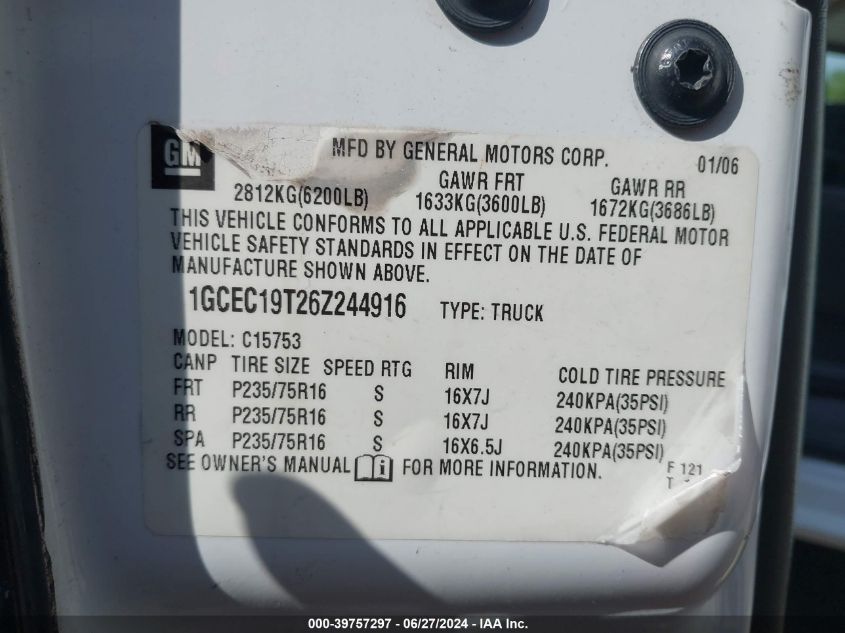 GM
MFD BY GENERAL MOTORS CORP. 01/06
GAWR FRT GAWR RR
2812KG(6200LB) 1633KG(3600LB) 1672KG(3686LB)
THIS VEHICLE CONFORMS TO ALL APPLICABLE U.S. FEDERAL MOTOR
VEHICLE SAFETY STANDARDS IN EFFECT ON THE DATE OF
MANUFACTURE SHOWN ABOVE.
1GCEC19T26Z244916 TYPE: TRUCK
MODEL: C15753
CANP TIRE SIZE SPEED RTG RIM COLD TIRE PRESSURE
FRT P235/75R16 S 16X7J 240KPA(35PSI)
RR P235/75R16 S 16X7J 240KPA(35PSI)
SPA P235/75R16 S 16X6.5J 240KPA(35PSI)
SEE OWNER'S MANUAL i FOR MORE INFORMATION. F 121
T
000-39757297 - 06/27/2024 - IAA Inc.